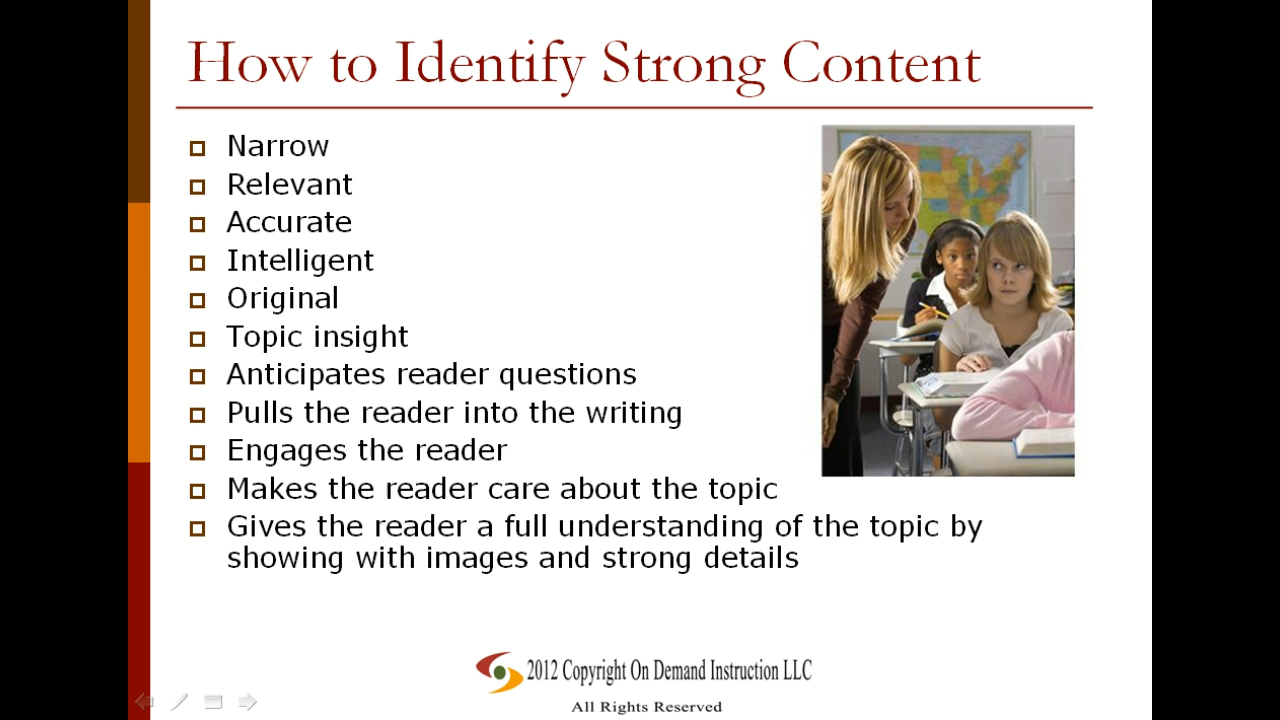 How to Identify Strong Content
Narrow
Relevant
Accurate
Intelligent
Original
Topic insight
Anticipates reader questions
Pulls the reader into the writing
Engages the reader
Makes the reader care about the topic
Gives the reader a full understanding of the topic by
showing with images and strong details
2012 Copyright On Demand Instruction LLC
All Rights Reserved